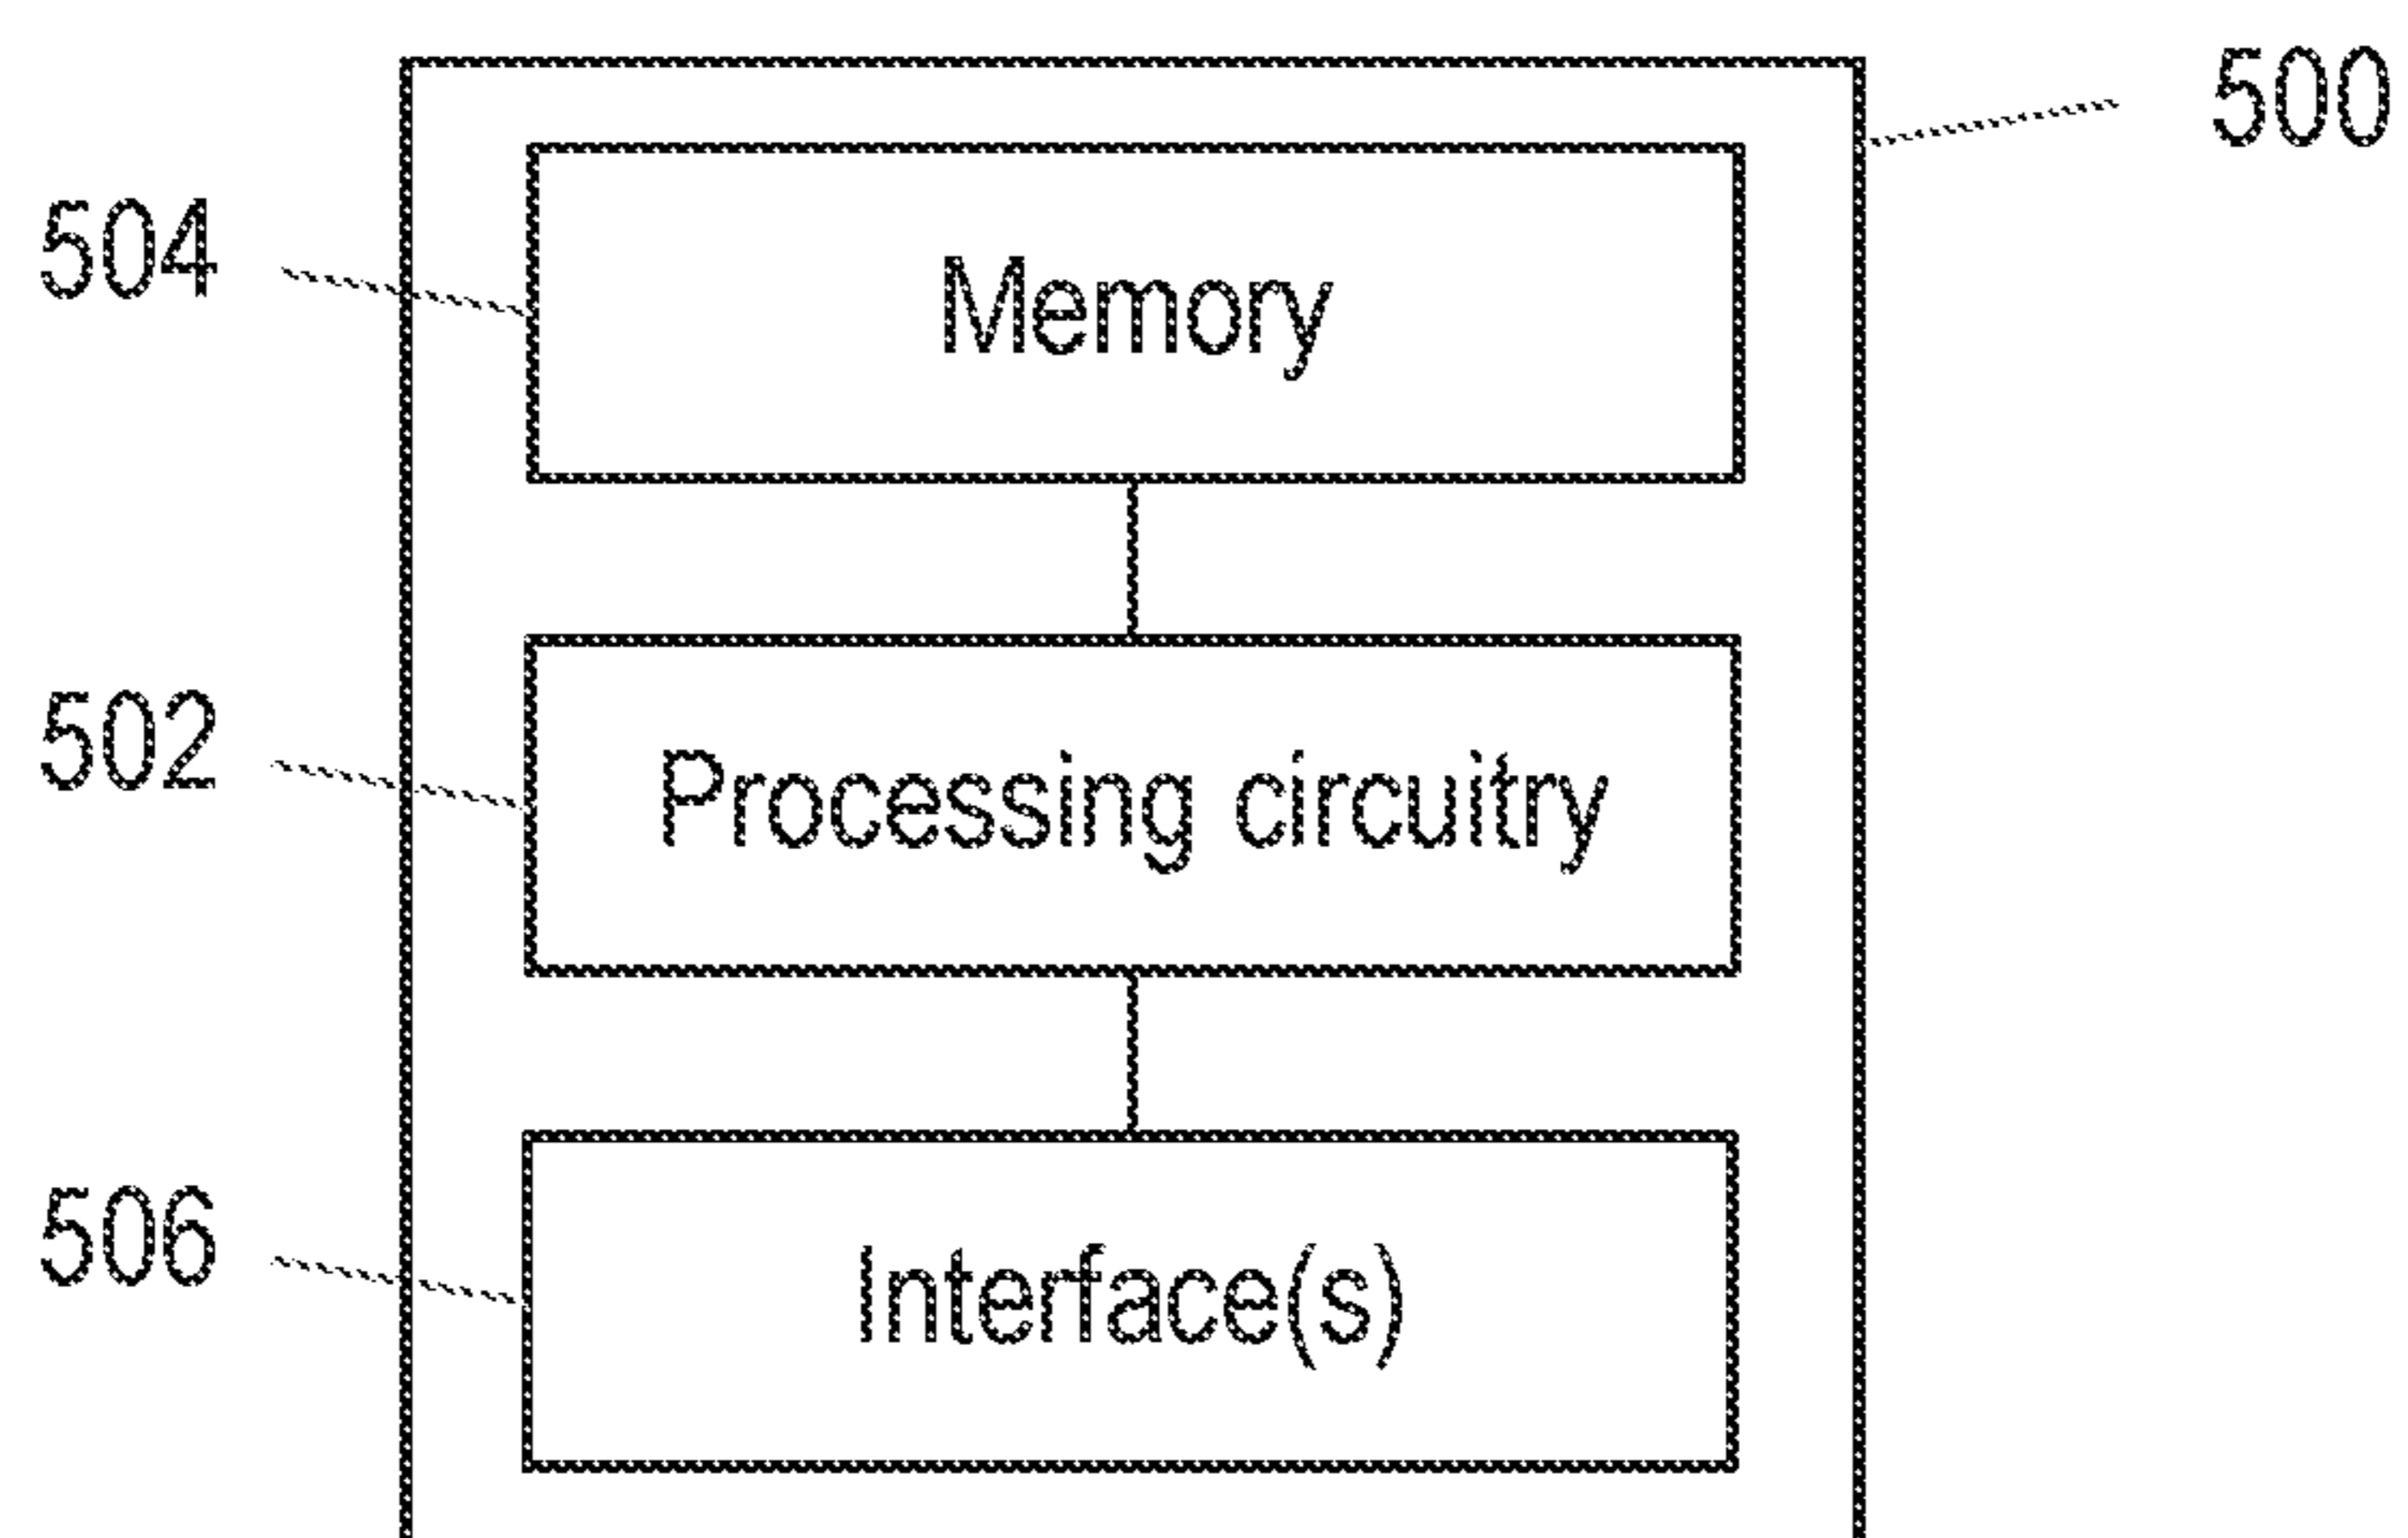 500
504
Memory
502
Processing circuitry
506
Interface(s)